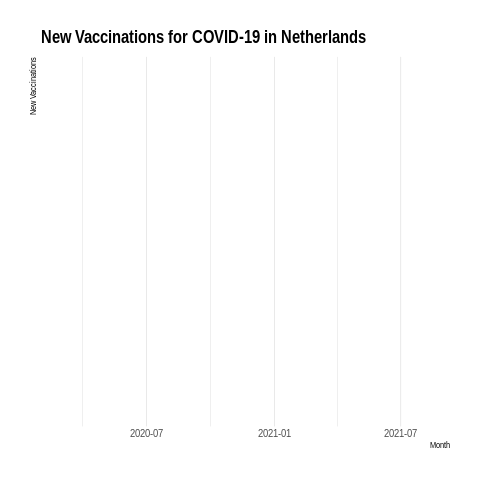 New Vaccinations for COVID-19 in Netherlands
New Vaccinations
2020-07
2021-01
2021-07
Month